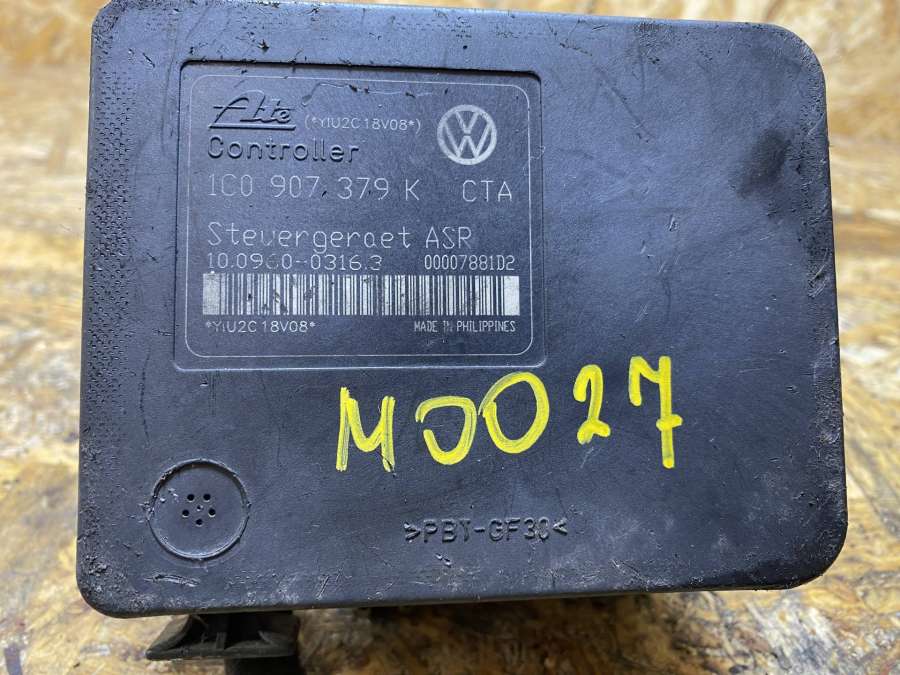 Ate (*YIU2C18V08*)
Controller
1C0 907 379 K CTA
Steuergeraet ASR
10.0960-0316.3 00007881D2
*YIU2C18V08* MADE IN PHILIPPINES
MJ027
>PBT-GF30<